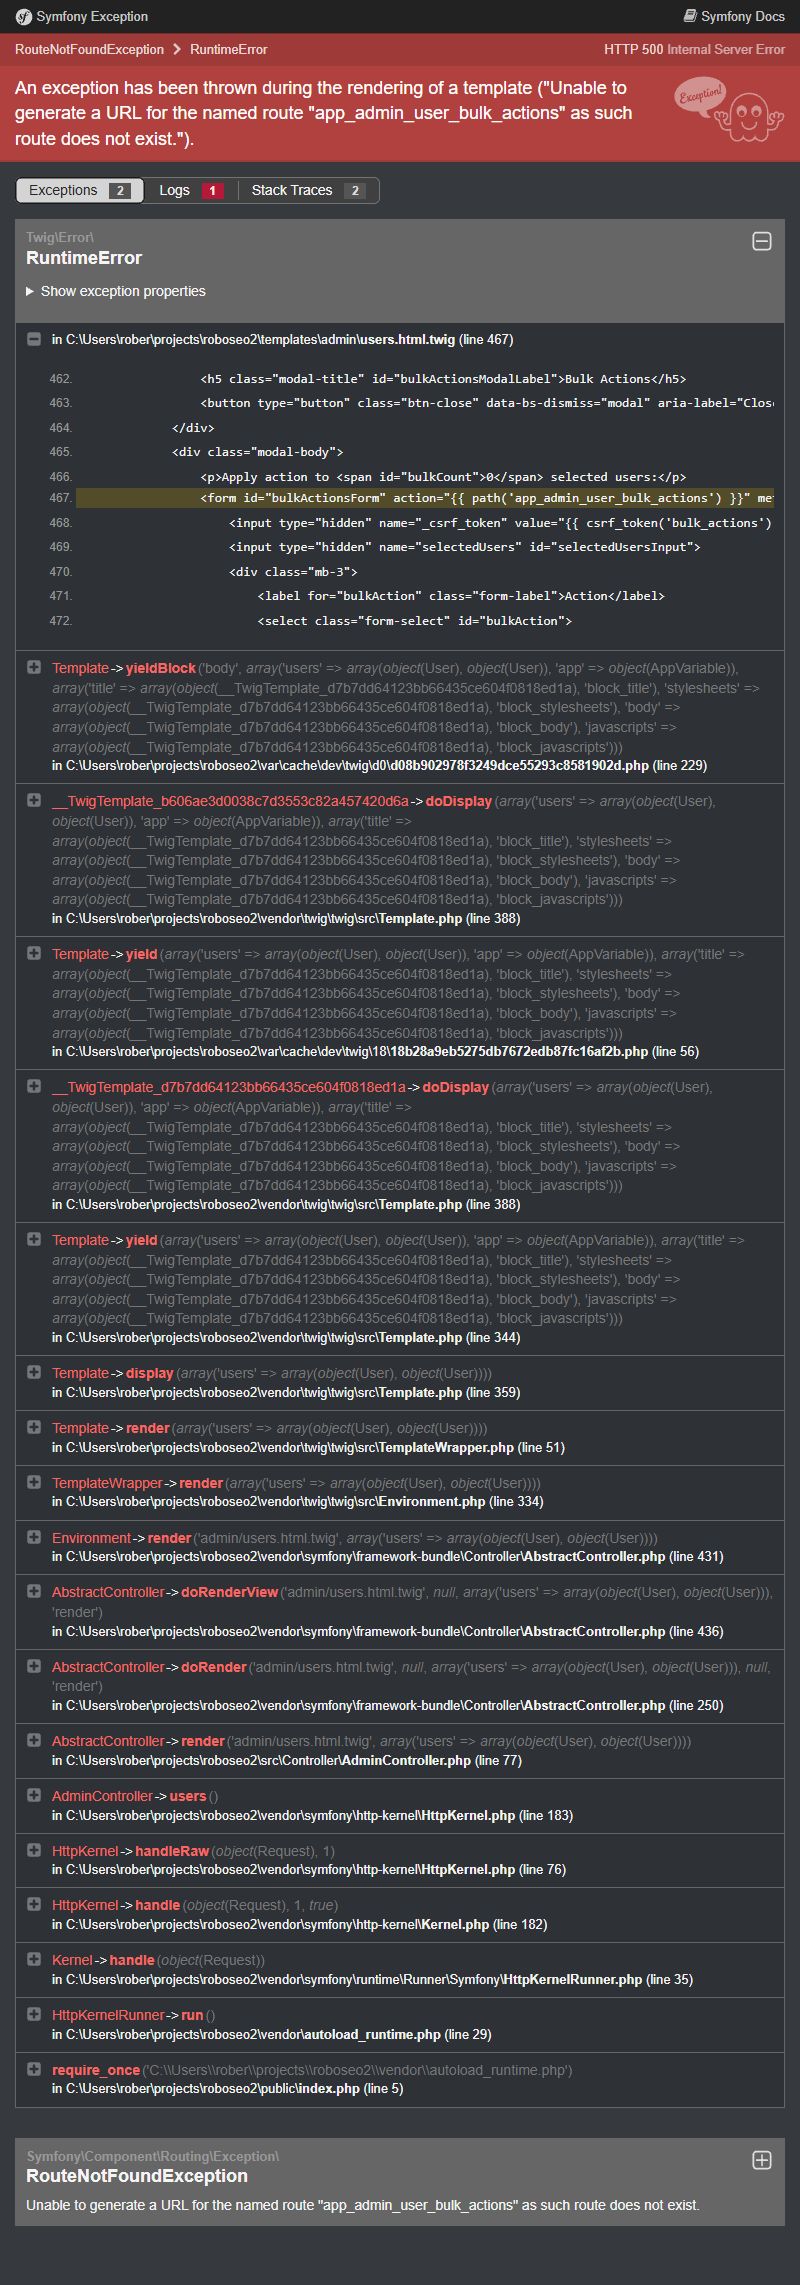 Symfony Exception
Symfony Docs
RouteNotFoundException > RuntimeError
HTTP 500 Internal Server Error
An exception has been thrown during the rendering of a template ("Unable to
generate a URL for the named route "app_admin_user_bulk_actions" as such
route does not exist.").
Exception!
Exceptions 2
Logs 1
Stack Traces 2
Twig\Error\
RuntimeError
Show exception properties
in C:\Users\rober\projects\roboseo2\templates\admin\users.html.twig (line 467)
462. <h5 class="modal-title" id="bulkActionsModalLabel">Bulk Actions</h5>
463. <button type="button" class="btn-close" data-bs-dismiss="modal" aria-label="Clos
464. </div>
465. <div class="modal-body">
466. <p>Apply action to <span id="bulkCount">0</span> selected users:</p>
467. <form id="bulkActionsForm" action="{{ path('app_admin_user_bulk_actions') }}" me
468. <input type="hidden" name="_csrf_token" value="{{ csrf_token('bulk_actions')
469. <input type="hidden" name="selectedUsers" id="selectedUsersInput">
470. <div class="mb-3">
471. <label for="bulkAction" class="form-label">Action</label>
472. <select class="form-select" id="bulkAction">
Template->yieldBlock('body', array('users' => array(object(User), object(User)), 'app' => object(AppVariable)),
array('title' => array(object(__TwigTemplate_d7b7dd64123bb66435ce604f0818ed1a), 'block_title'), 'stylesheets' =>
array(object(__TwigTemplate_d7b7dd64123bb66435ce604f0818ed1a), 'block_stylesheets'), 'body' =>
array(object(__TwigTemplate_d7b7dd64123bb66435ce604f0818ed1a), 'block_body'), 'javascripts' =>
array(object(__TwigTemplate_d7b7dd64123bb66435ce604f0818ed1a), 'block_javascripts')))
in C:\Users\rober\projects\roboseo2\var\cache\dev\twig\d0\d08b902978f3249dce55293c8581902d.php (line 229)
__TwigTemplate_b606ae3d0038c7d3553c82a457420d6a->doDisplay(array('users' => array(object(User),
object(User)), 'app' => object(AppVariable)), array('title' =>
array(object(__TwigTemplate_d7b7dd64123bb66435ce604f0818ed1a), 'block_title'), 'stylesheets' =>
array(object(__TwigTemplate_d7b7dd64123bb66435ce604f0818ed1a), 'block_stylesheets'), 'body' =>
array(object(__TwigTemplate_d7b7dd64123bb66435ce604f0818ed1a), 'block_body'), 'javascripts' =>
array(object(__TwigTemplate_d7b7dd64123bb66435ce604f0818ed1a), 'block_javascripts')))
in C:\Users\rober\projects\roboseo2\vendor\twig\twig\src\Template.php (line 388)
Template->yield(array('users' => array(object(User), object(User)), 'app' => object(AppVariable)), array('title' =>
array(object(__TwigTemplate_d7b7dd64123bb66435ce604f0818ed1a), 'block_title'), 'stylesheets' =>
array(object(__TwigTemplate_d7b7dd64123bb66435ce604f0818ed1a), 'block_stylesheets'), 'body' =>
array(object(__TwigTemplate_d7b7dd64123bb66435ce604f0818ed1a), 'block_body'), 'javascripts' =>
array(object(__TwigTemplate_d7b7dd64123bb66435ce604f0818ed1a), 'block_javascripts')))
in C:\Users\rober\projects\roboseo2\var\cache\dev\twig\18\18b28a9eb5275db7672edb87fc16af2b.php (line 56)
__TwigTemplate_d7b7dd64123bb66435ce604f0818ed1a->doDisplay(array('users' => array(object(User),
object(User)), 'app' => object(AppVariable)), array('title' =>
array(object(__TwigTemplate_d7b7dd64123bb66435ce604f0818ed1a), 'block_title'), 'stylesheets' =>
array(object(__TwigTemplate_d7b7dd64123bb66435ce604f0818ed1a), 'block_stylesheets'), 'body' =>
array(object(__TwigTemplate_d7b7dd64123bb66435ce604f0818ed1a), 'block_body'), 'javascripts' =>
array(object(__TwigTemplate_d7b7dd64123bb66435ce604f0818ed1a), 'block_javascripts')))
in C:\Users\rober\projects\roboseo2\vendor\twig\twig\src\Template.php (line 388)
Template->yield(array('users' => array(object(User), object(User)), 'app' => object(AppVariable)), array('title' =>
array(object(__TwigTemplate_d7b7dd64123bb66435ce604f0818ed1a), 'block_title'), 'stylesheets' =>
array(object(__TwigTemplate_d7b7dd64123bb66435ce604f0818ed1a), 'block_stylesheets'), 'body' =>
array(object(__TwigTemplate_d7b7dd64123bb66435ce604f0818ed1a), 'block_body'), 'javascripts' =>
array(object(__TwigTemplate_d7b7dd64123bb66435ce604f0818ed1a), 'block_javascripts')))
in C:\Users\rober\projects\roboseo2\vendor\twig\twig\src\Template.php (line 344)
Template->display(array('users' => array(object(User), object(User))))
in C:\Users\rober\projects\roboseo2\vendor\twig\twig\src\Template.php (line 359)
Template->render(array('users' => array(object(User), object(User))))
in C:\Users\rober\projects\roboseo2\vendor\twig\twig\src\TemplateWrapper.php (line 51)
TemplateWrapper->render(array('users' => array(object(User), object(User))))
in C:\Users\rober\projects\roboseo2\vendor\twig\twig\src\Environment.php (line 334)
Environment->render('admin/users.html.twig', array('users' => array(object(User), object(User))))
in C:\Users\rober\projects\roboseo2\vendor\symfony\framework-bundle\Controller\AbstractController.php (line 431)
AbstractController->doRenderView('admin/users.html.twig', null, array('users' => array(object(User), object(User))),
'render')
in C:\Users\rober\projects\roboseo2\vendor\symfony\framework-bundle\Controller\AbstractController.php (line 436)
AbstractController->doRender('admin/users.html.twig', null, array('users' => array(object(User), object(User))), null,
'render')
in C:\Users\rober\projects\roboseo2\vendor\symfony\framework-bundle\Controller\AbstractController.php (line 250)
AbstractController->render('admin/users.html.twig', array('users' => array(object(User), object(User))))
in C:\Users\rober\projects\roboseo2\src\Controller\AdminController.php (line 77)
AdminController->users()
in C:\Users\rober\projects\roboseo2\vendor\symfony\http-kernel\HttpKernel.php (line 183)
HttpKernel->handleRaw(object(Request), 1)
in C:\Users\rober\projects\roboseo2\vendor\symfony\http-kernel\HttpKernel.php (line 76)
HttpKernel->handle(object(Request), 1, true)
in C:\Users\rober\projects\roboseo2\vendor\symfony\http-kernel\Kernel.php (line 182)
Kernel->handle(object(Request))
in C:\Users\rober\projects\roboseo2\vendor\symfony\runtime\Runner\Symfony\HttpKernelRunner.php (line 35)
HttpKernelRunner->run()
in C:\Users\rober\projects\roboseo2\vendor\autoload_runtime.php (line 29)
require_once('C:\\Users\\rober\\projects\\roboseo2\\vendor\\autoload_runtime.php')
in C:\Users\rober\projects\roboseo2\public\index.php (line 5)
Symfony\Component\Routing\Exception\
RouteNotFoundException
Unable to generate a URL for the named route "app_admin_user_bulk_actions" as such route does not exist.